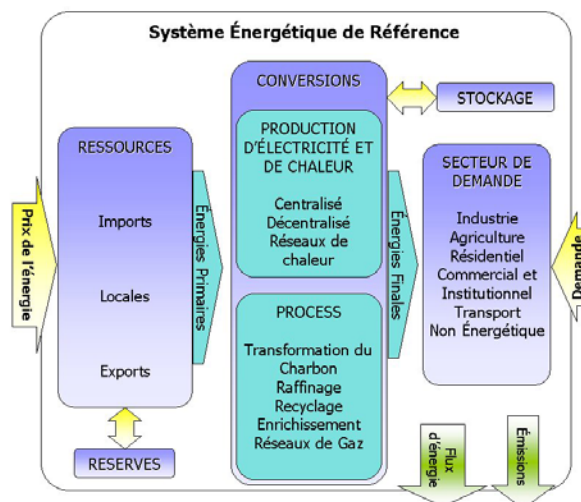 Système Énergétique de Référence
Prix de l'énergie
RESSOURCES
Imports
Locales
Exports
RESERVES
Énergies Primaires
CONVERSIONS
PRODUCTION
D'ÉLECTRICITÉ ET
DE CHALEUR
Centralisé
Décentralisé
Réseaux de
chaleur
PROCESS
Transformation du
Charbon
Raffinage
Recyclage
Enrichissement
Réseaux de Gaz
Énergies Finales
STOCKAGE
SECTEUR DE
DEMANDE
Industrie
Agriculture
Résidentiel
Commercial et
Institutionnel
Transport
Non Énergétique
Demande
Flux
d'énergie
Émissions